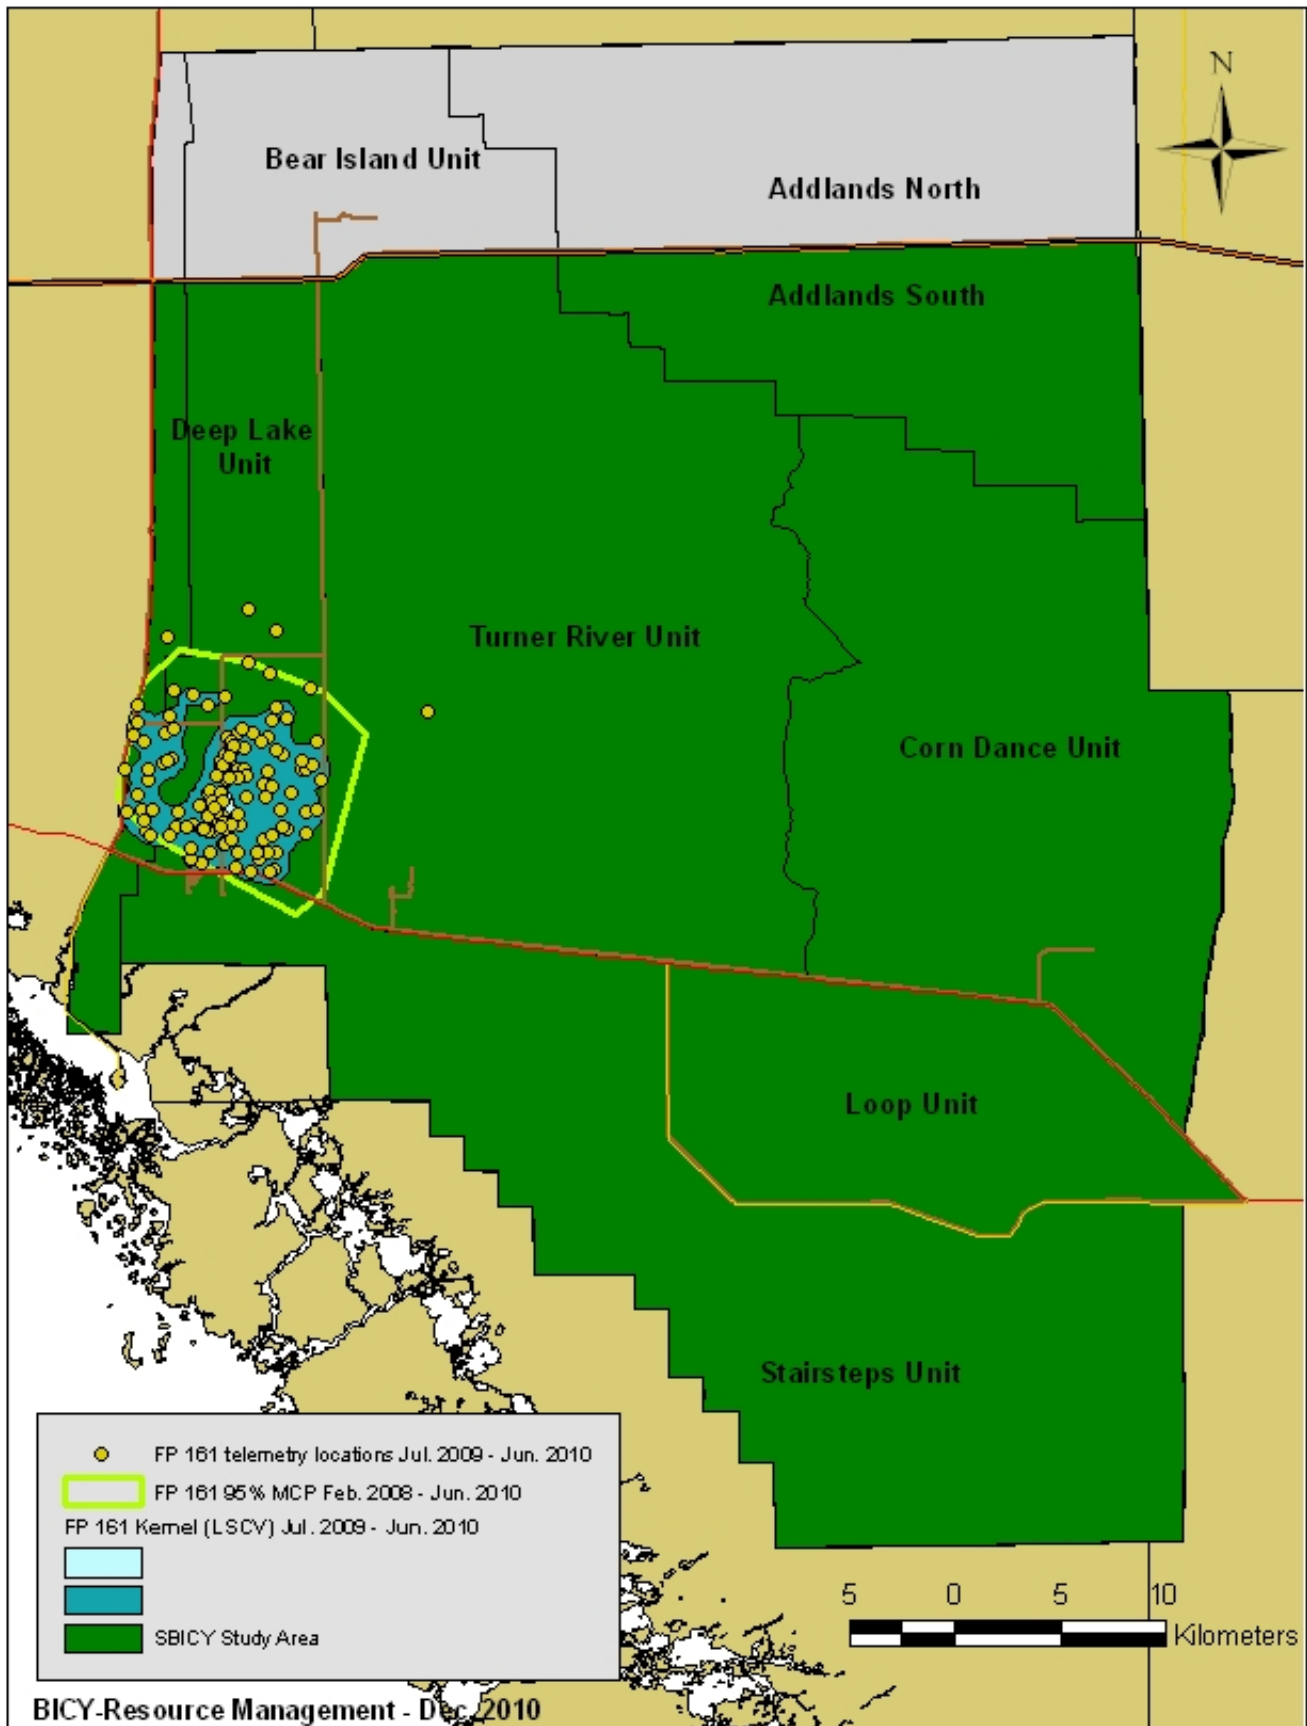 N
Bear Island Unit
Addlands North
Addlands South
Deep Lake
Unit
Turner River Unit
Corn Dance Unit
Loop Unit
Stairsteps Unit
FP 161 telemetry locations Jul. 2009 - Jun. 2010
FP 161 95% MCP Feb. 2008 - Jun. 2010
FP 161 Kernel (LSCV) Jul. 2009 - Jun. 2010
SBICY Study Area
5 0 5 10
Kilometers
BICY-Resource Management - Dec. 2010